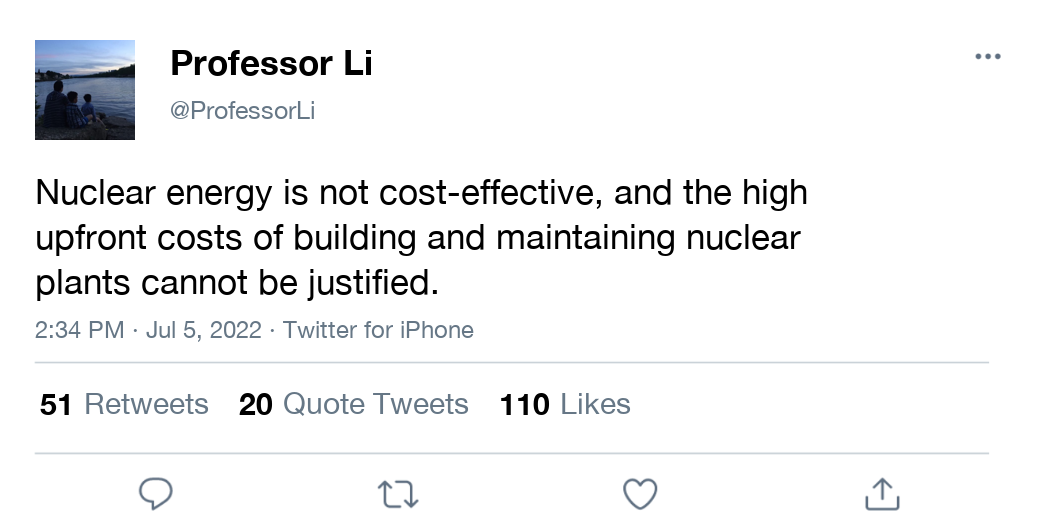 Professor Li
@ProfessorLi
Nuclear energy is not cost-effective, and the high
upfront costs of building and maintaining nuclear
plants cannot be justified.
2:34 PM · Jul 5, 2022 · Twitter for iPhone
51 Retweets 20 Quote Tweets 110 Likes